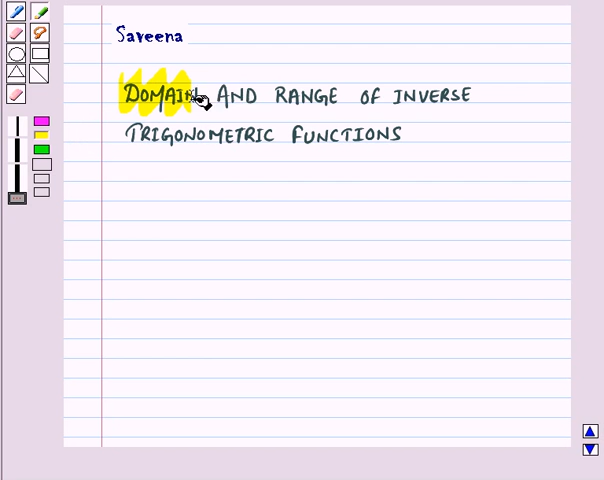 Saveena
DOMAIN AND RANGE OF INVERSE
TRIGONOMETRIC FUNCTIONS